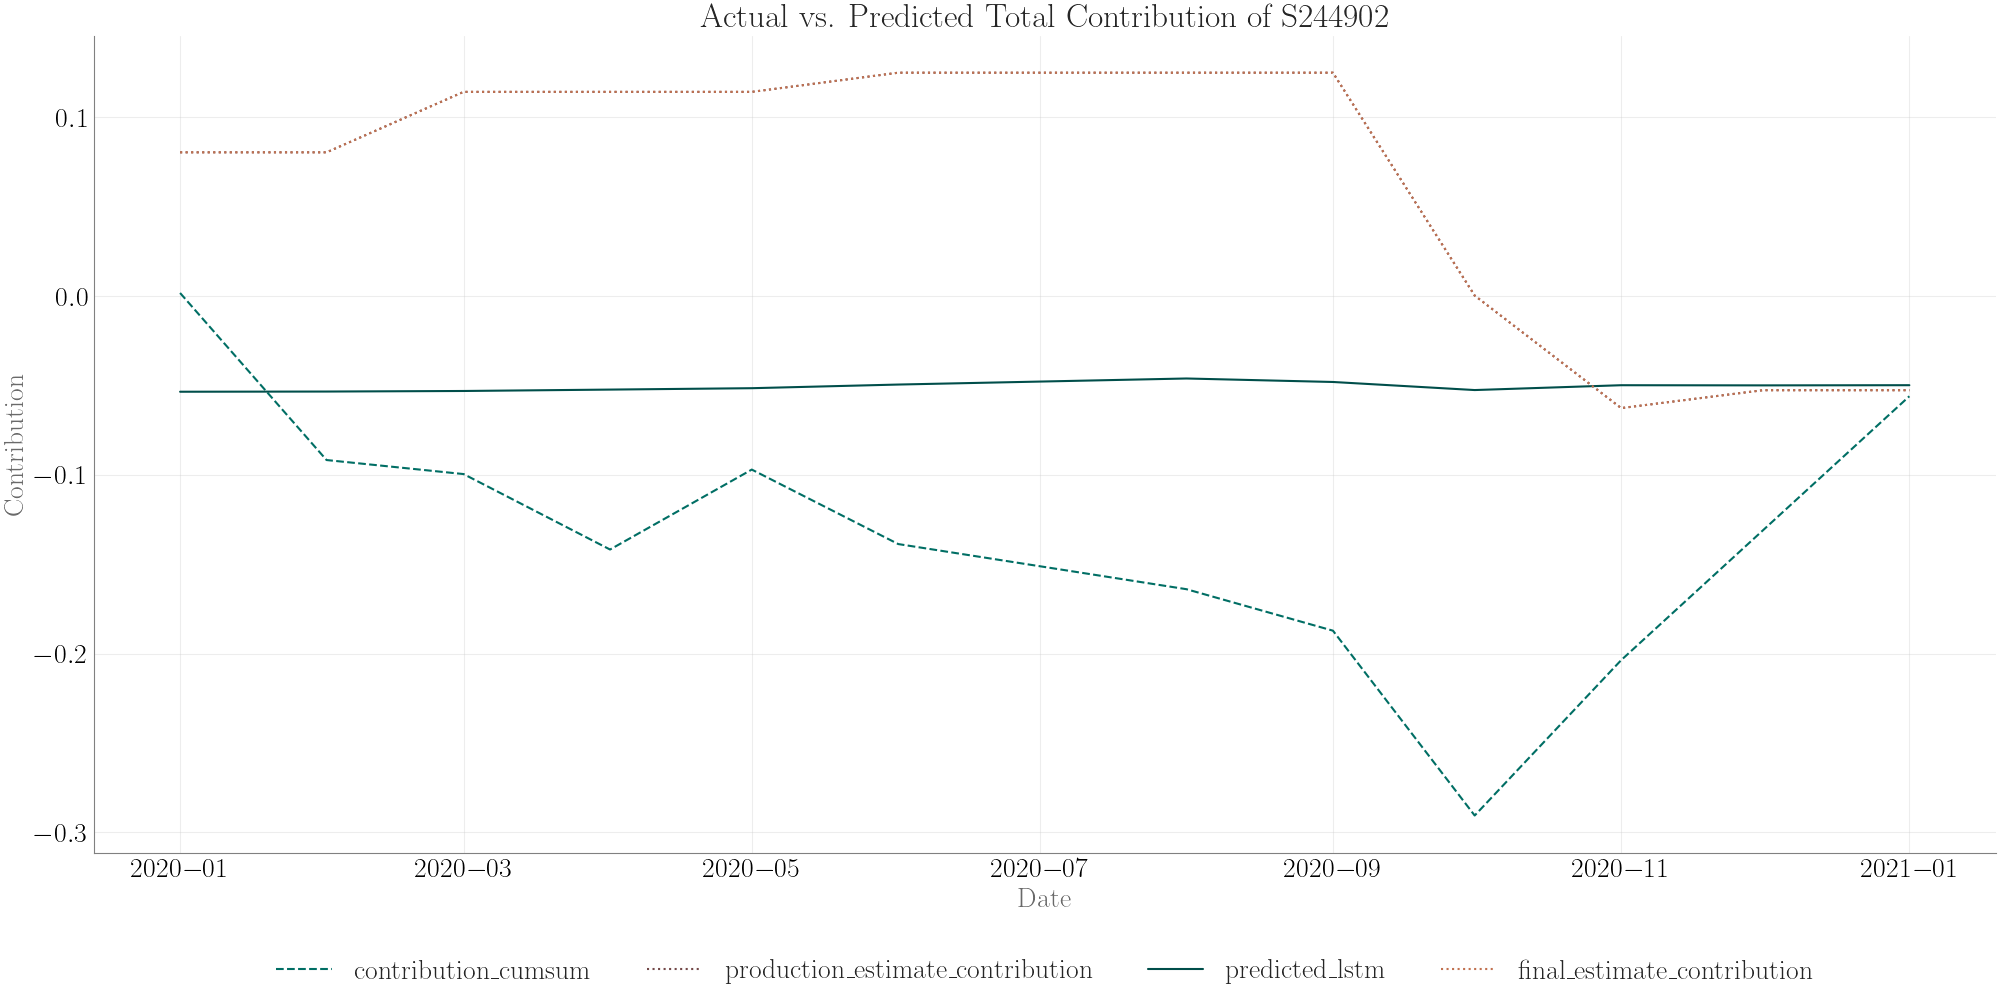 Actual vs. Predicted Total Contribution of S244902
Contribution
0.1
0.0
−0.1
−0.2
−0.3
2020−01 2020−03 2020−05 2020−07 2020−09 2020−11 2021−01
Date
contribution_cumsum production_estimate_contribution predicted_lstm final_estimate_contribution